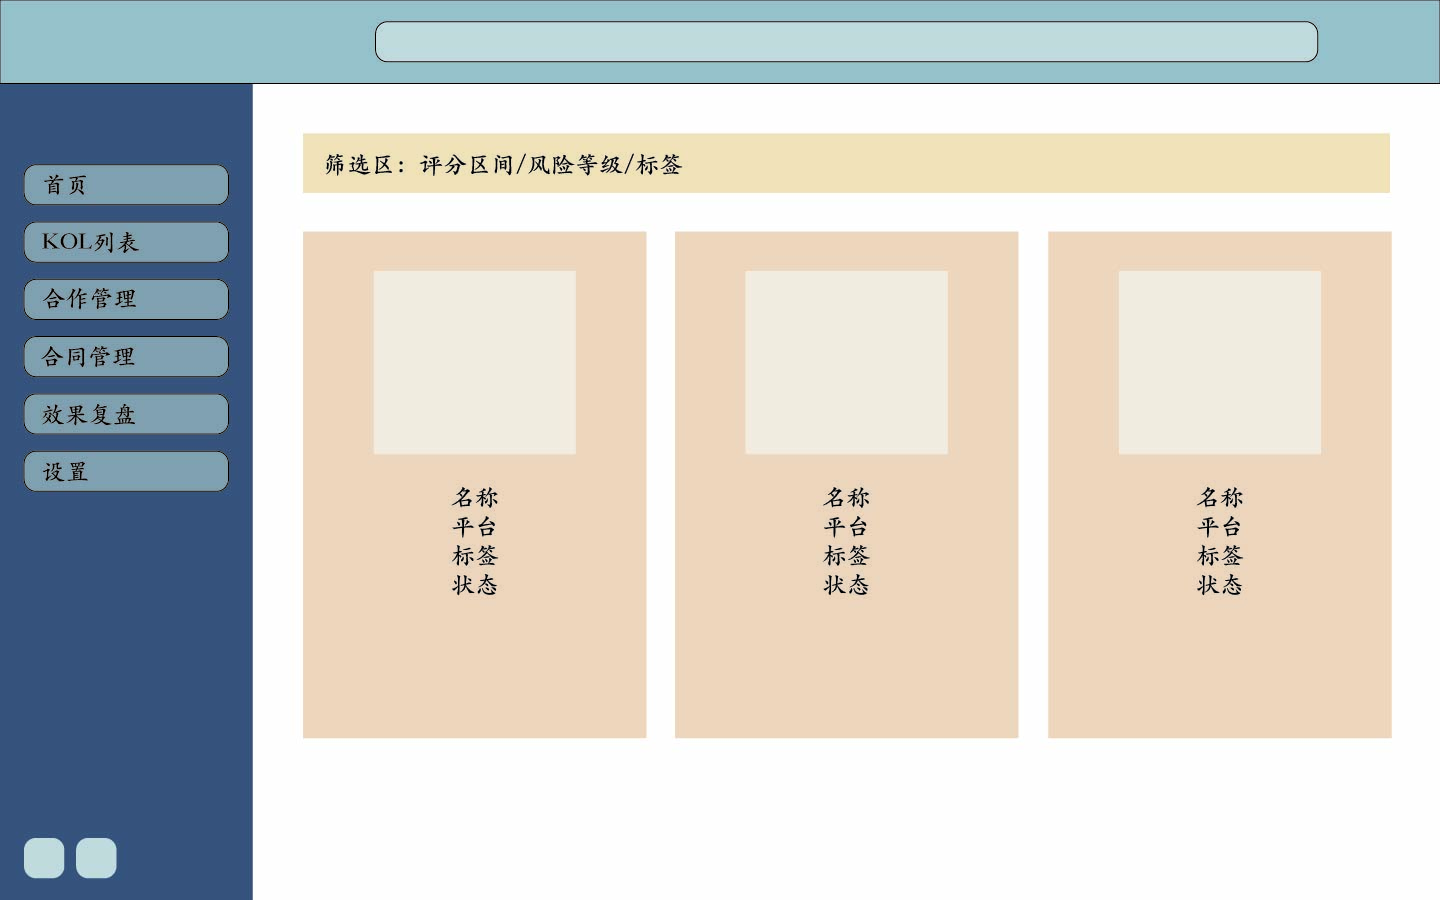 首页
KOL列表
合作管理
合同管理
效果复盘
设置
筛选区：评分区间/风险等级/标签
名称
平台
标签
状态
名称
平台
标签
状态
名称
平台
标签
状态